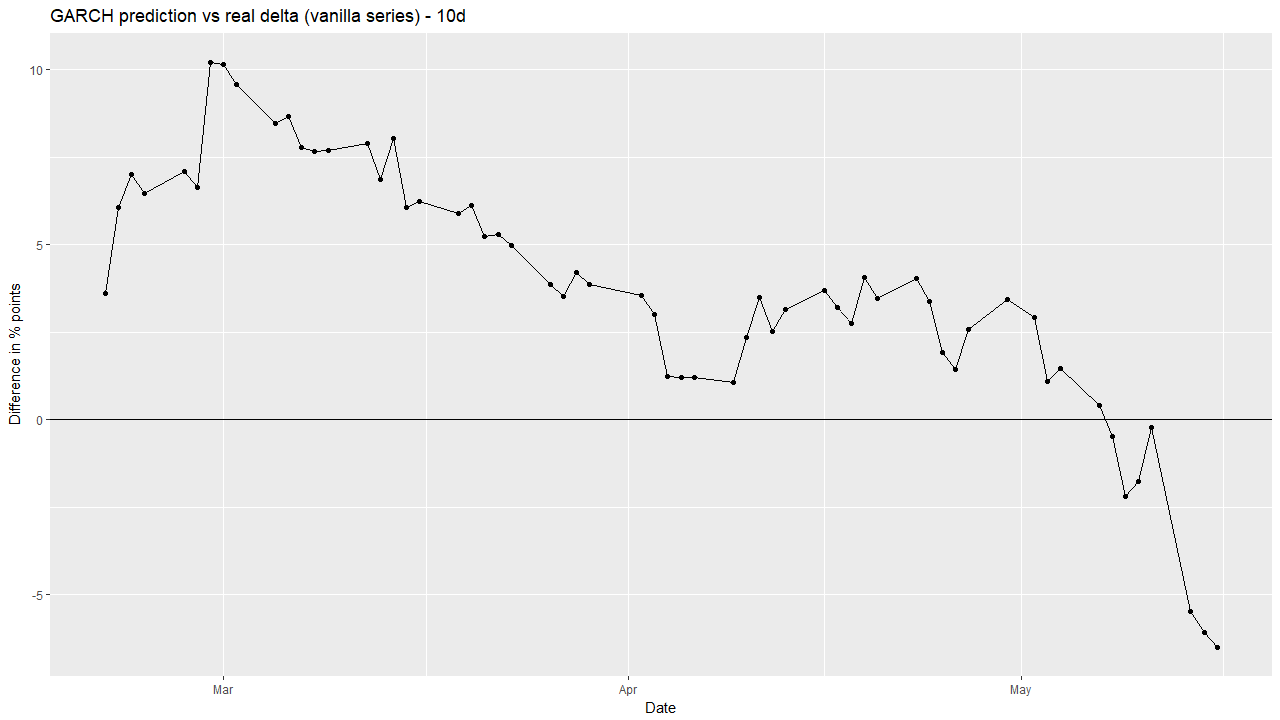 GARCH prediction vs real delta (vanilla series) - 10d
10
5
0
-5
Difference in % points
Mar
Apr
May
Date